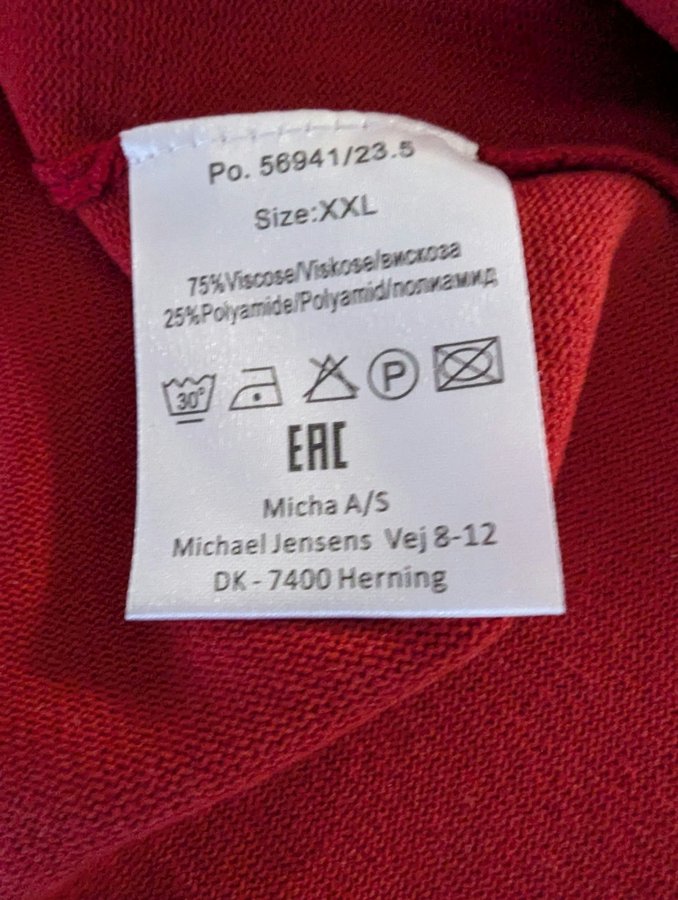 Po. 56941/23.5
Size:XXL
75%Viscose/Viskose/вискоза
25%Polyamide/Polyamid/полиамид
30° P
EAC
Micha A/S
Michael Jensens Vej 8-12
DK - 7400 Herning